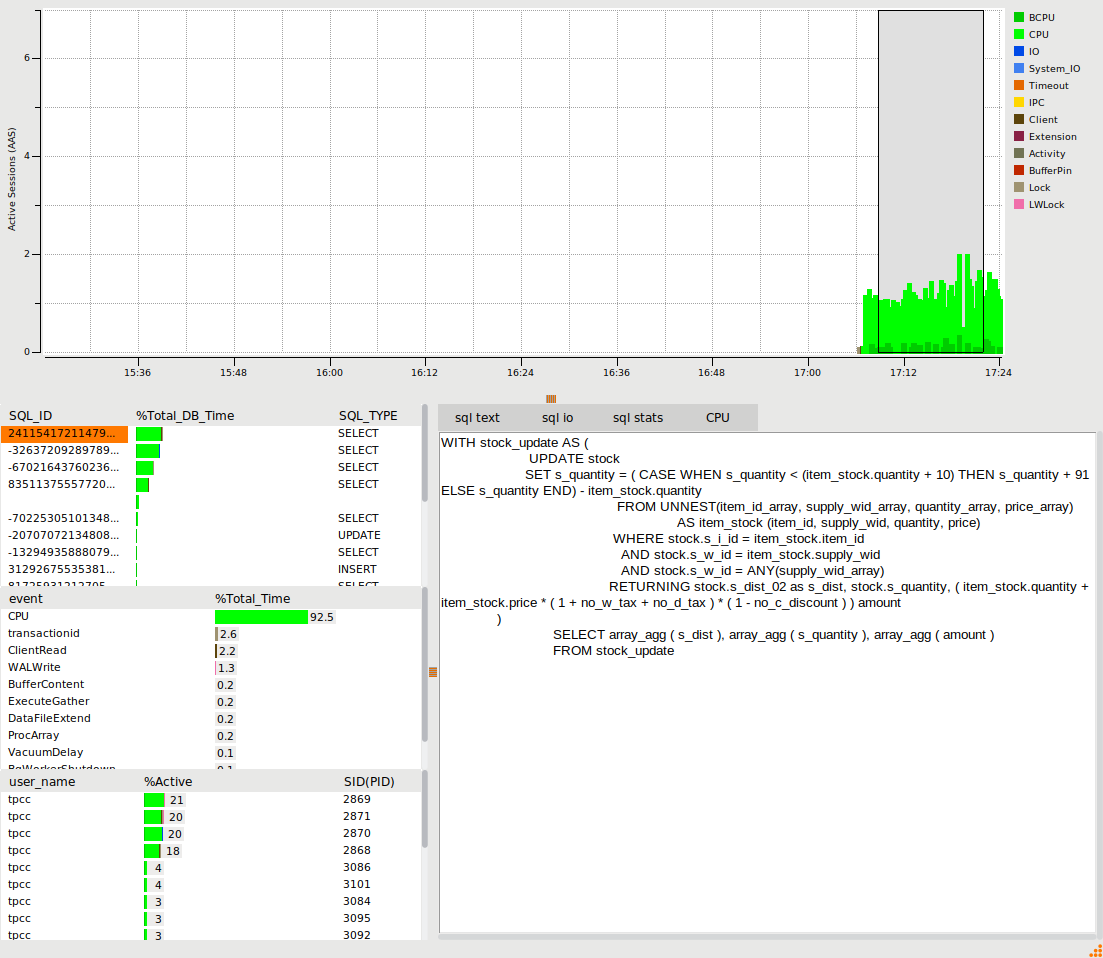 6
4
2
0
Active Sessions (AAS)
15:36 15:48 16:00 16:12 16:24 16:36 16:48 17:00 17:12 17:24
BCPU
CPU
IO
System_IO
Timeout
IPC
Client
Extension
Activity
BufferPin
Lock
LWLock
SQL_ID %Total_DB_Time SQL_TYPE
24115417211479... SELECT
-32637209289789... SELECT
-67021643760236... SELECT
83511375557720... SELECT
-70225305101348... SELECT
-20707072134808... UPDATE
-13294935888079... SELECT
31292675535381... INSERT
81725931212705... SELECT
event %Total_Time
CPU 92.5
transactionid 2.6
ClientRead 2.2
WALWrite 1.3
BufferContent 0.2
ExecuteGather 0.2
DataFileExtend 0.2
ProcArray 0.2
VacuumDelay 0.1
BgWorkerShutdown 0.1
user_name %Active SID(PID)
tpcc 21 2869
tpcc 20 2871
tpcc 20 2870
tpcc 18 2868
tpcc 4 3086
tpcc 4 3101
tpcc 3 3084
tpcc 3 3095
tpcc 3 3092
sql text sql io sql stats CPU
WITH stock_update AS (
UPDATE stock
SET s_quantity = ( CASE WHEN s_quantity < (item_stock.quantity + 10) THEN s_quantity + 91
ELSE s_quantity END) - item_stock.quantity
FROM UNNEST(item_id_array, supply_wid_array, quantity_array, price_array)
AS item_stock (item_id, supply_wid, quantity, price)
WHERE stock.s_i_id = item_stock.item_id
AND stock.s_w_id = item_stock.supply_wid
AND stock.s_w_id = ANY(supply_wid_array)
RETURNING stock.s_dist_02 as s_dist, stock.s_quantity, ( item_stock.quantity +
item_stock.price * ( 1 + no_w_tax + no_d_tax ) * ( 1 - no_c_discount ) ) amount
)
SELECT array_agg ( s_dist ), array_agg ( s_quantity ), array_agg ( amount )
FROM stock_update